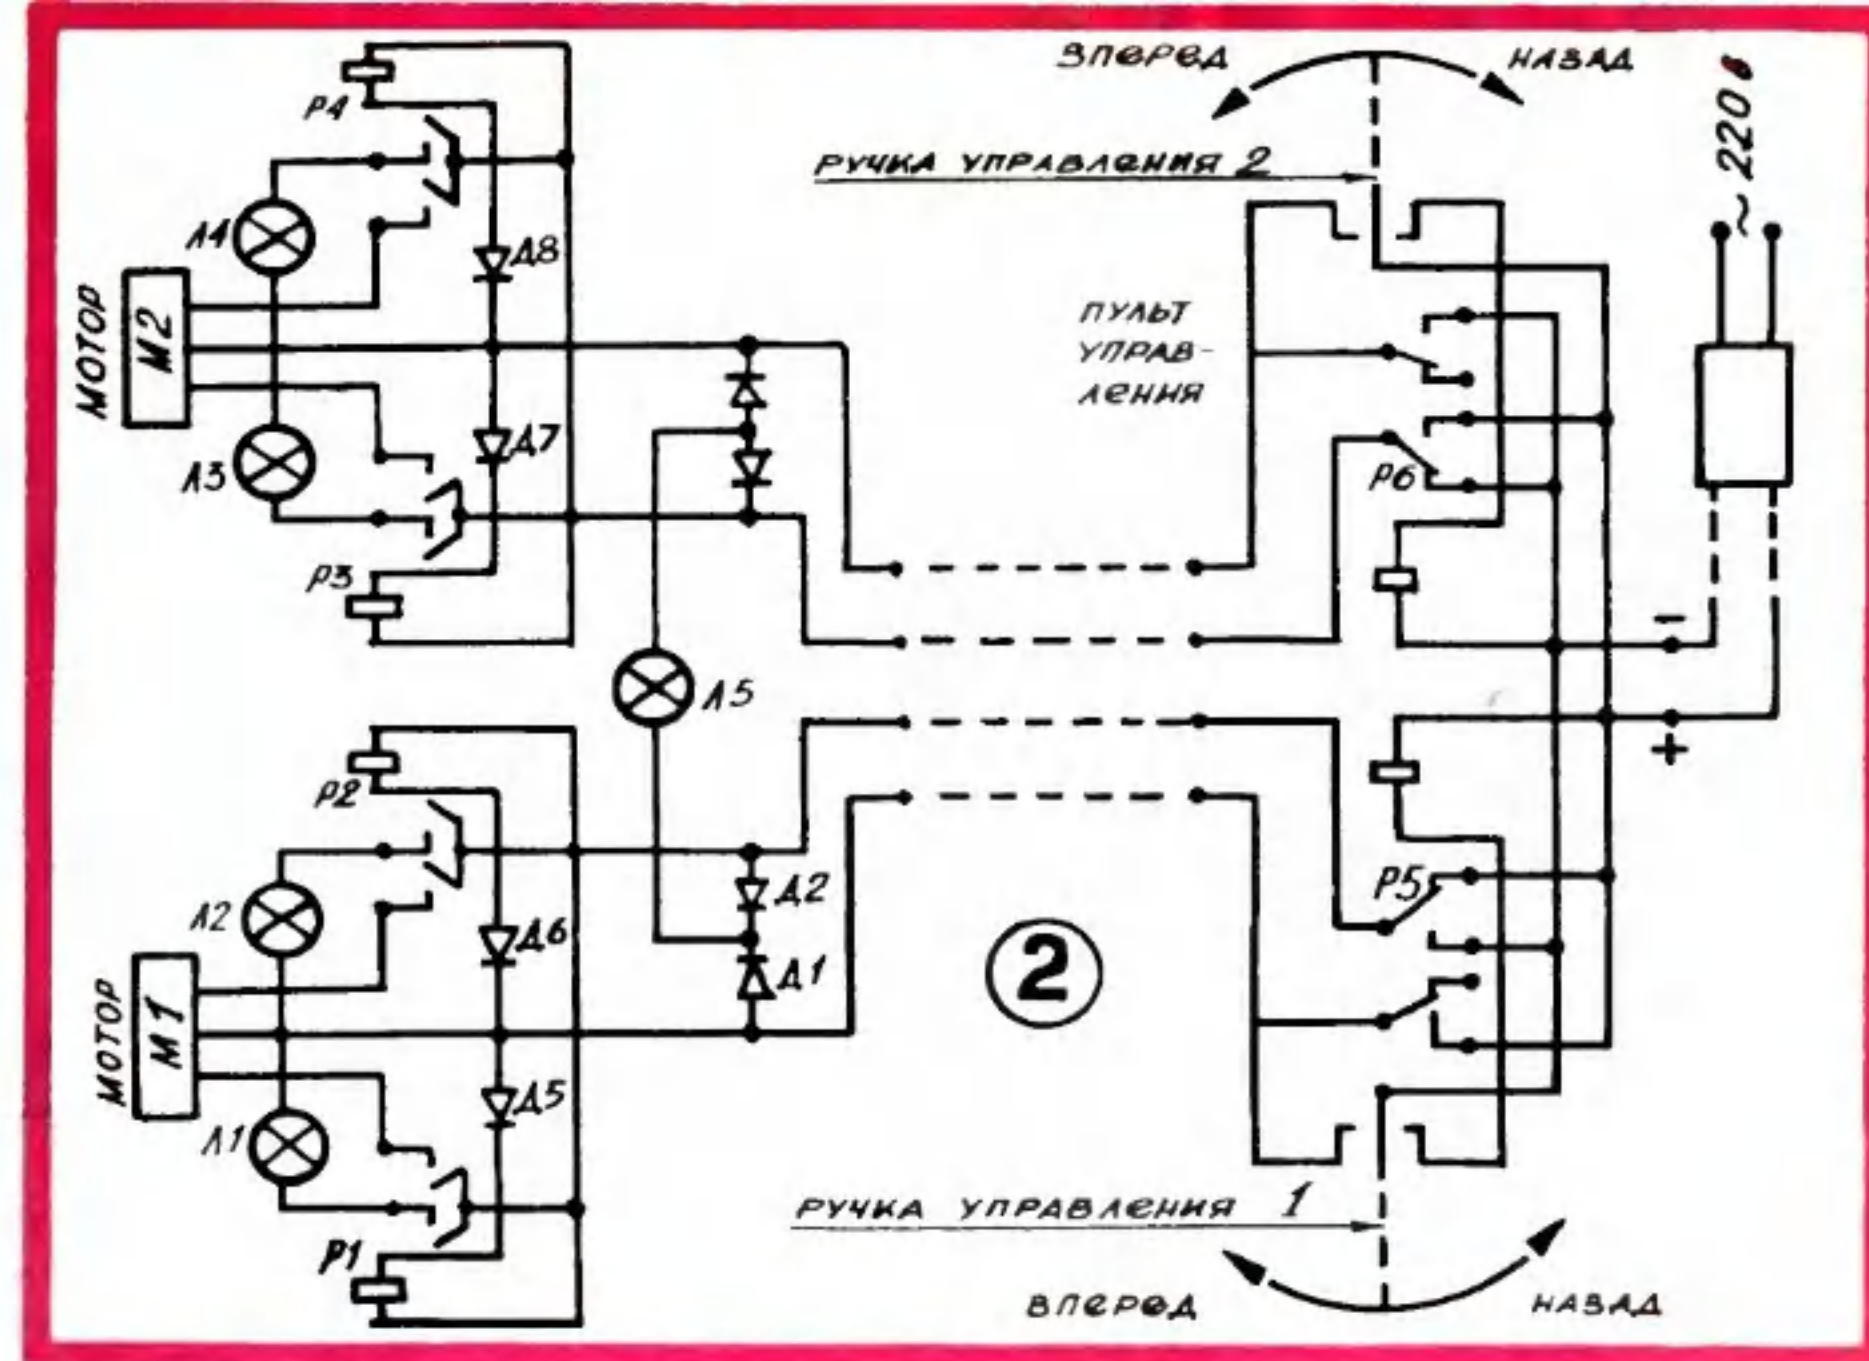 ВПЕРЕД
НАЗАД
~220 в
Р4
РУЧКА УПРАВЛЕНИЯ 2
Л4
Д8
МОТОР
М2
ПУЛЬТ
УПРАВ-
ЛЕНИЯ
Д7
Л3
Р6
Р3
-
Л5
+
Р2
Р5
Д2
Л2
Д6
2
Д1
МОТОР
М1
Д5
Л1
РУЧКА УПРАВЛЕНИЯ 1
Р1
ВПЕРЕД
НАЗАД